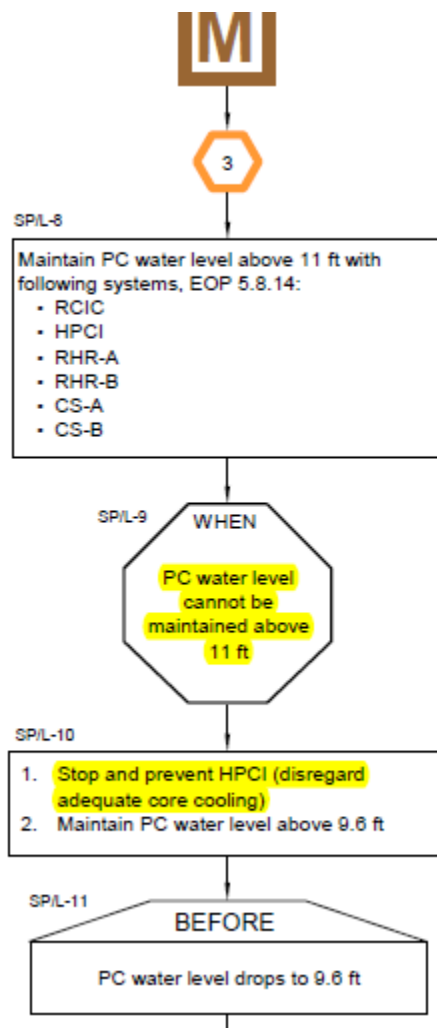 M
3
SP/L-8
Maintain PC water level above 11 ft with
following systems, EOP 5.8.14:
• RCIC
• HPCI
• RHR-A
• RHR-B
• CS-A
• CS-B
SP/L-9
WHEN
PC water level
cannot be
maintained above
11 ft
SP/L-10
1. Stop and prevent HPCI (disregard
adequate core cooling)
2. Maintain PC water level above 9.6 ft
SP/L-11
BEFORE
PC water level drops to 9.6 ft